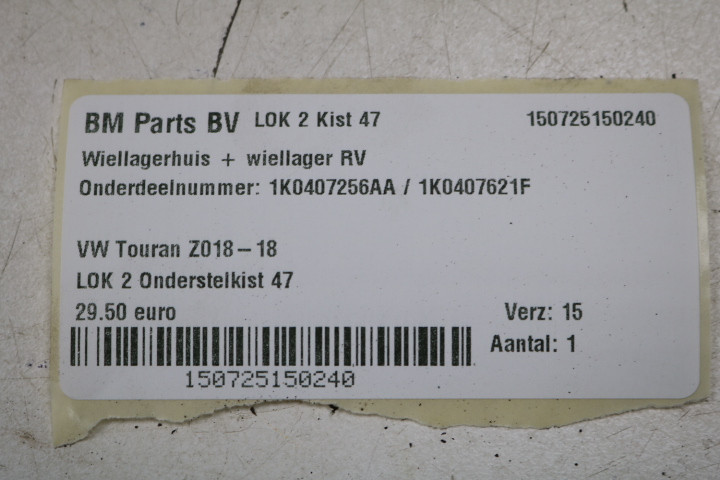 BM Parts BV LOK 2 Kist 47 150725150240
Wiellagerhuis + wiellager RV
Onderdeelnummer: 1K0407256AA / 1K0407621F
VW Touran Z018-18
LOK 2 Onderstelkist 47
29.50 euro Verz: 15
Aantal: 1
150725150240